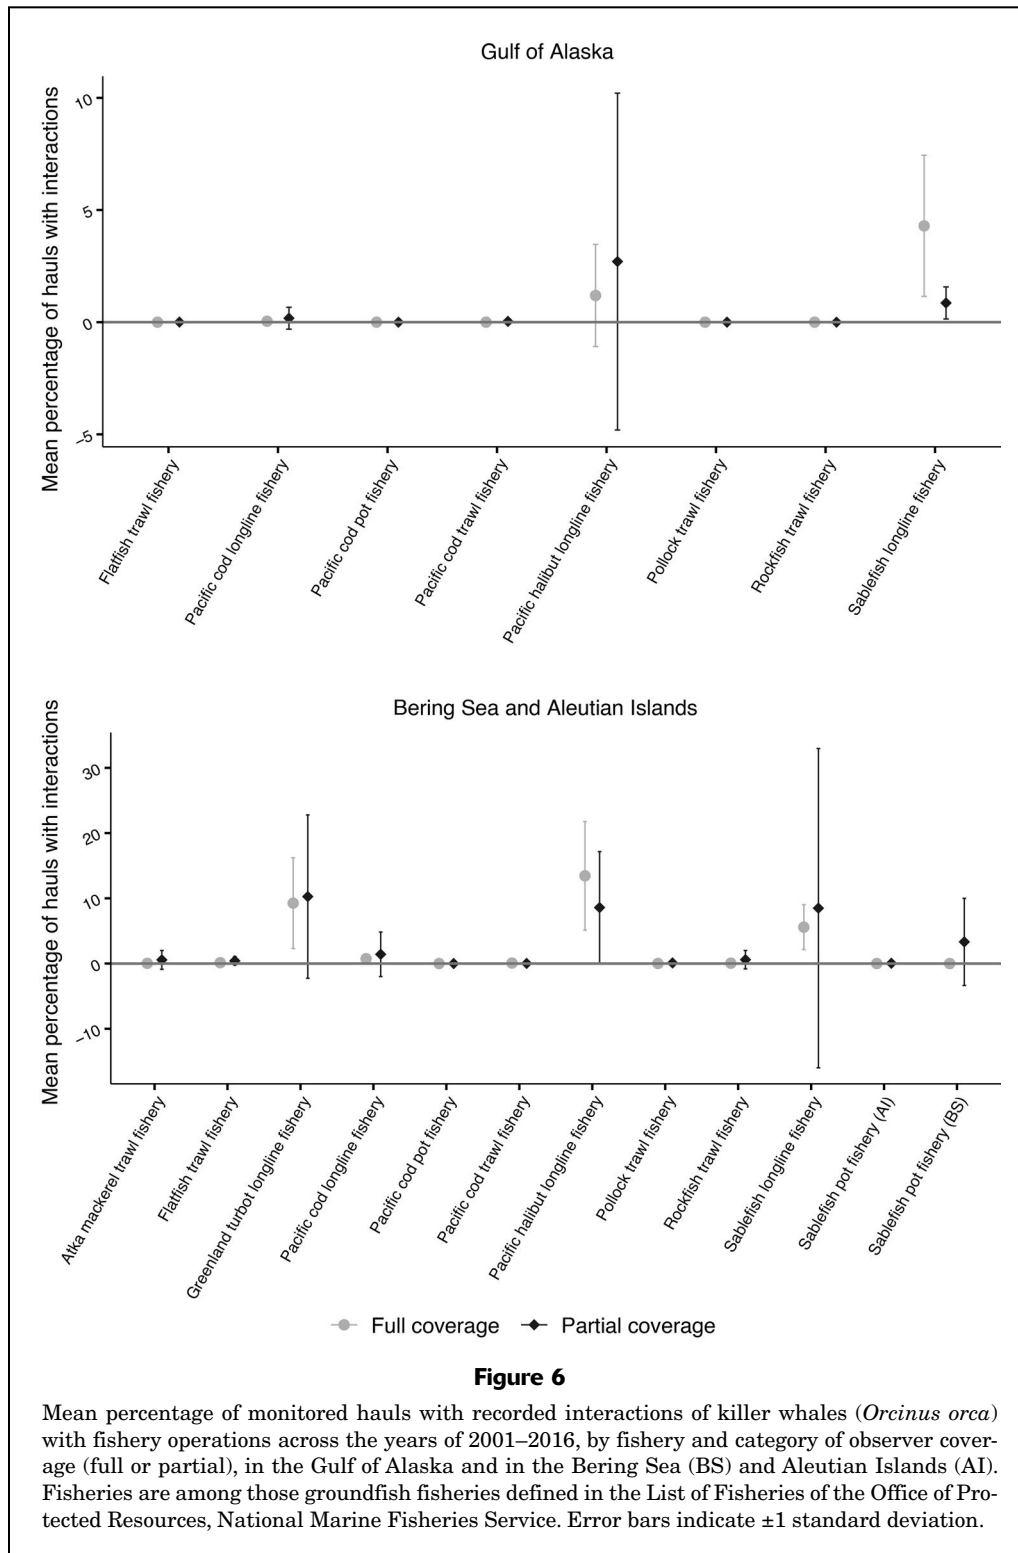 Gulf of Alaska
Mean percentage of hauls with interactions
10
5
0
−5
Flatfish trawl fishery
Pacific cod longline fishery
Pacific cod pot fishery
Pacific cod trawl fishery
Pacific halibut longline fishery
Pollock trawl fishery
Rockfish trawl fishery
Sablefish longline fishery
Bering Sea and Aleutian Islands
Mean percentage of hauls with interactions
30
20
10
0
−10
Atka mackerel trawl fishery
Flatfish trawl fishery
Greenland turbot longline fishery
Pacific cod longline fishery
Pacific cod pot fishery
Pacific cod trawl fishery
Pacific halibut longline fishery
Pollock trawl fishery
Rockfish trawl fishery
Sablefish longline fishery
Sablefish pot fishery (AI)
Sablefish pot fishery (BS)
Full coverage Partial coverage
Figure 6
Mean percentage of monitored hauls with recorded interactions of killer whales (Orcinus orca)
with fishery operations across the years of 2001–2016, by fishery and category of observer cover-
age (full or partial), in the Gulf of Alaska and in the Bering Sea (BS) and Aleutian Islands (AI).
Fisheries are among those groundfish fisheries defined in the List of Fisheries of the Office of Pro-
tected Resources, National Marine Fisheries Service. Error bars indicate ±1 standard deviation.